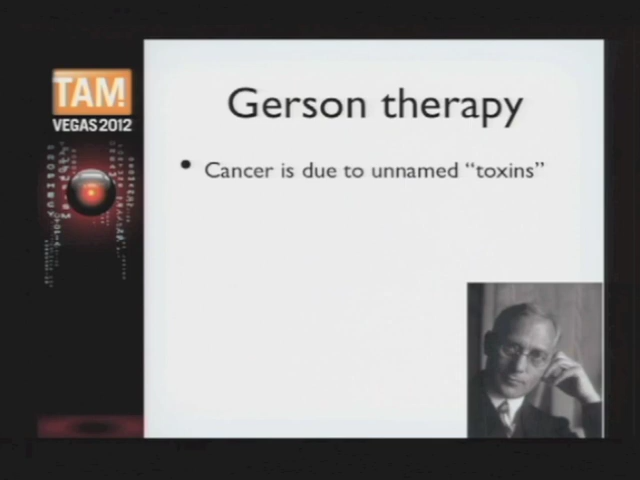 TAM!
VEGAS2012
Gerson therapy
• Cancer is due to unnamed “toxins”